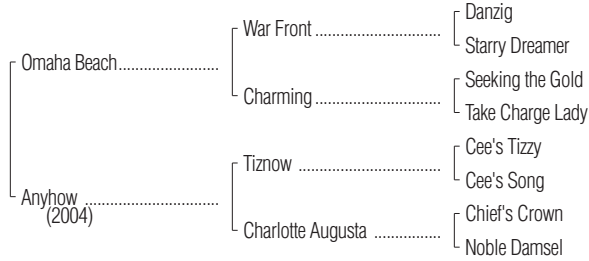 Danzig
War Front
Starry Dreamer
Omaha Beach
Seeking the Gold
Charming
Take Charge Lady
Cee's Tizzy
Tiznow
Cee's Song
Anyhow
(2004)
Chief's Crown
Charlotte Augusta
Noble Damsel